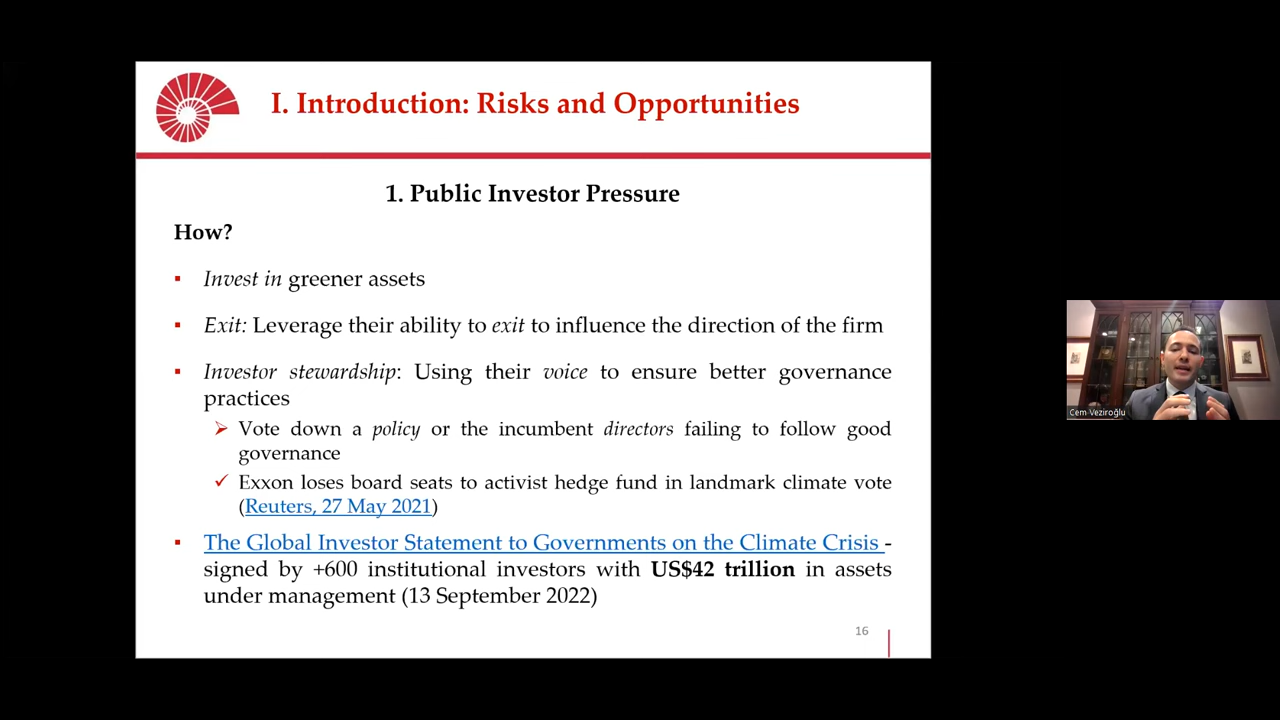 I. Introduction: Risks and Opportunities
1. Public Investor Pressure
How?
▪ Invest in greener assets
▪ Exit: Leverage their ability to exit to influence the direction of the firm
▪ Investor stewardship: Using their voice to ensure better governance
practices
➢ Vote down a policy or the incumbent directors failing to follow good
governance
✓ Exxon loses board seats to activist hedge fund in landmark climate vote
(Reuters, 27 May 2021)
▪ The Global Investor Statement to Governments on the Climate Crisis -
signed by +600 institutional investors with US$42 trillion in assets
under management (13 September 2022)
16
Cem Veziroğlu